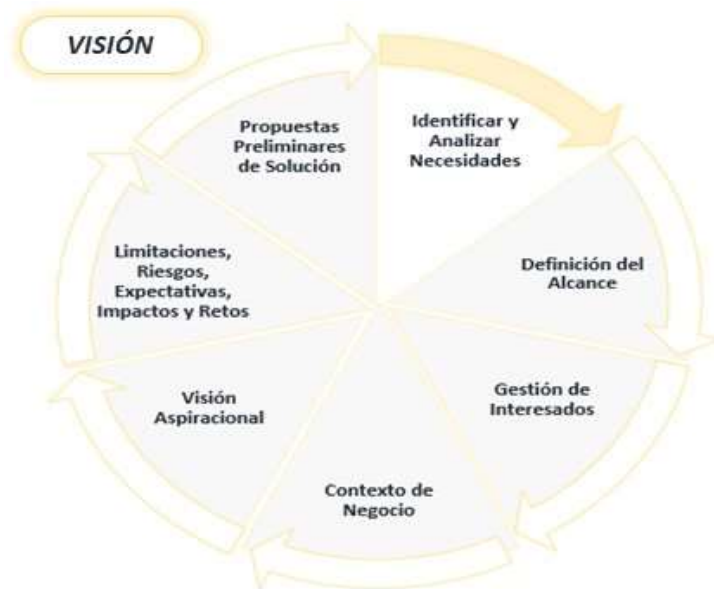 VISIÓN
Identificar y
Analizar
Necesidades
Definición del
Alcance
Gestión de
Interesados
Contexto de
Negocio
Visión
Aspiracional
Limitaciones,
Riesgos,
Expectativas,
Impactos y Retos
Propuestas
Preliminares
de Solución